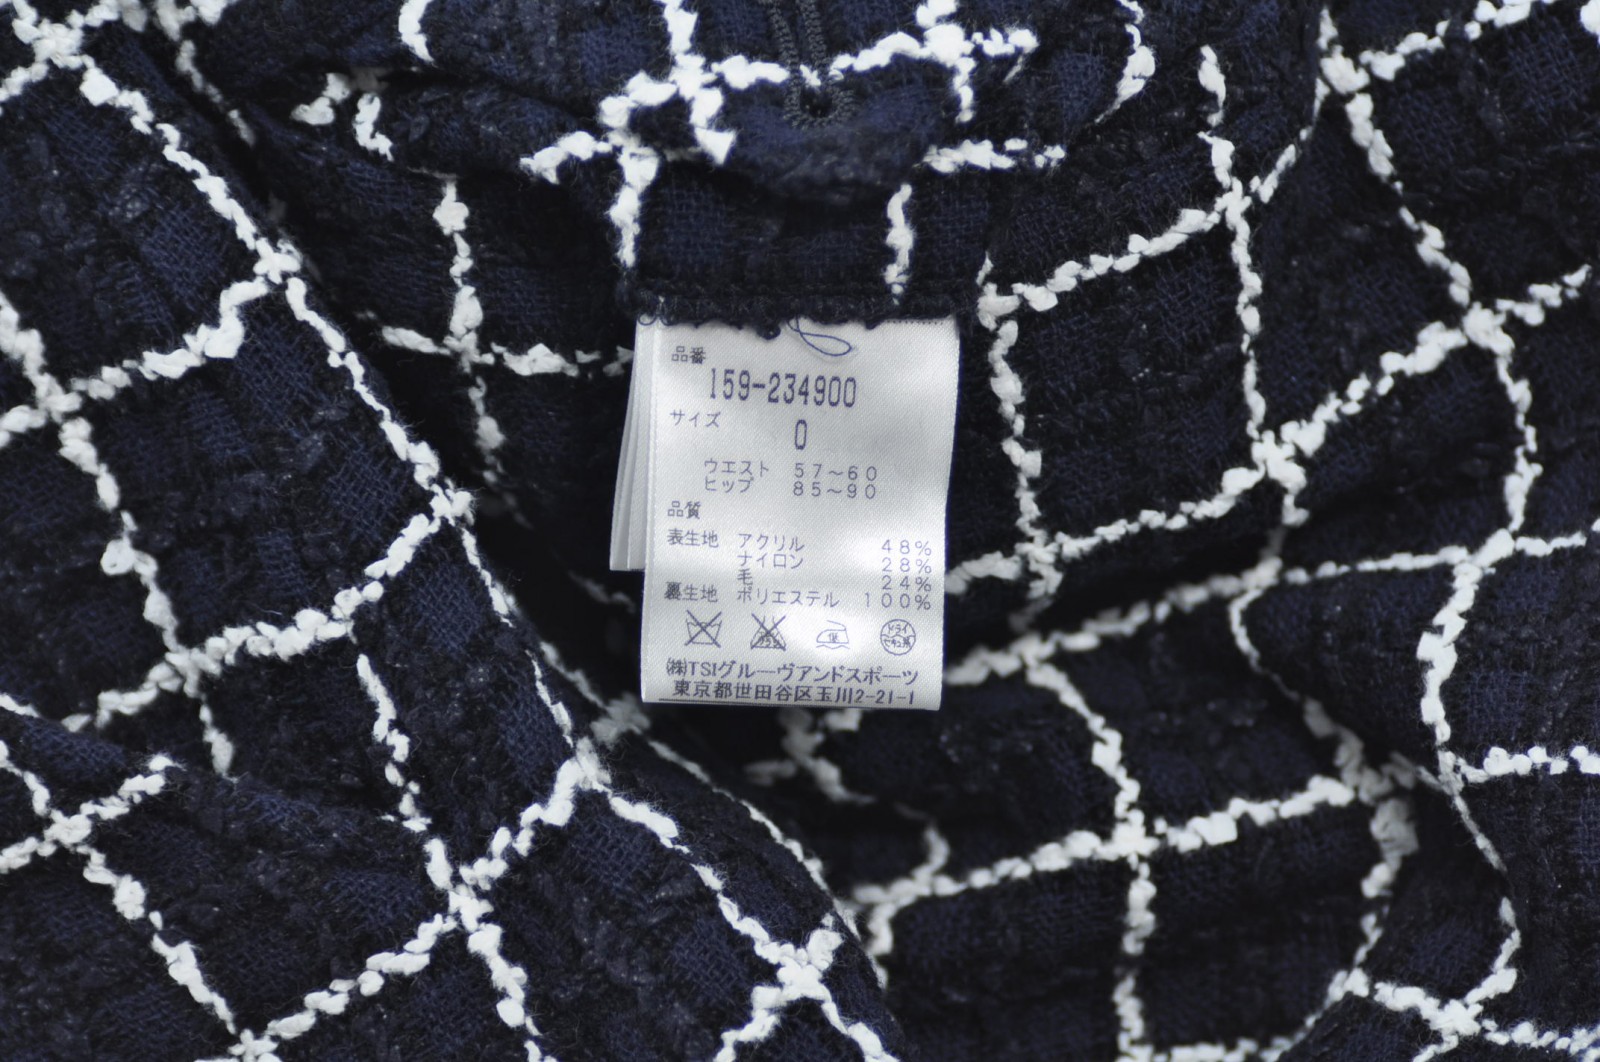 品番
159-234900
サイズ
0
ウエスト 57～60
ヒップ 85～90
品質
表生地 アクリル 48%
ナイロン 28%
毛 24%
裏生地 ポリエステル 100%
ドライ
(株)TSIグルーヴアンドスポーツ
東京都世田谷区玉川2-21-1